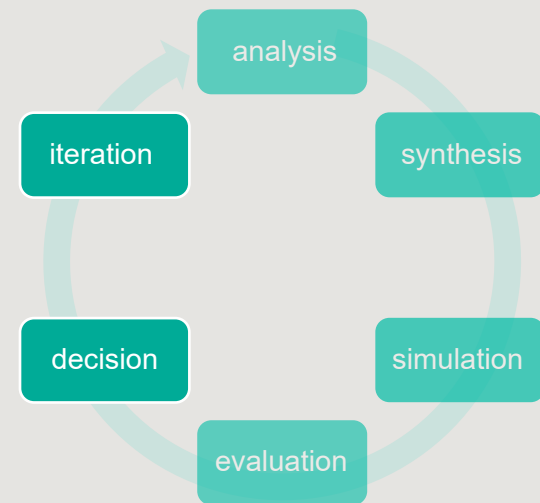 analysis
synthesis
simulation
evaluation
decision
iteration